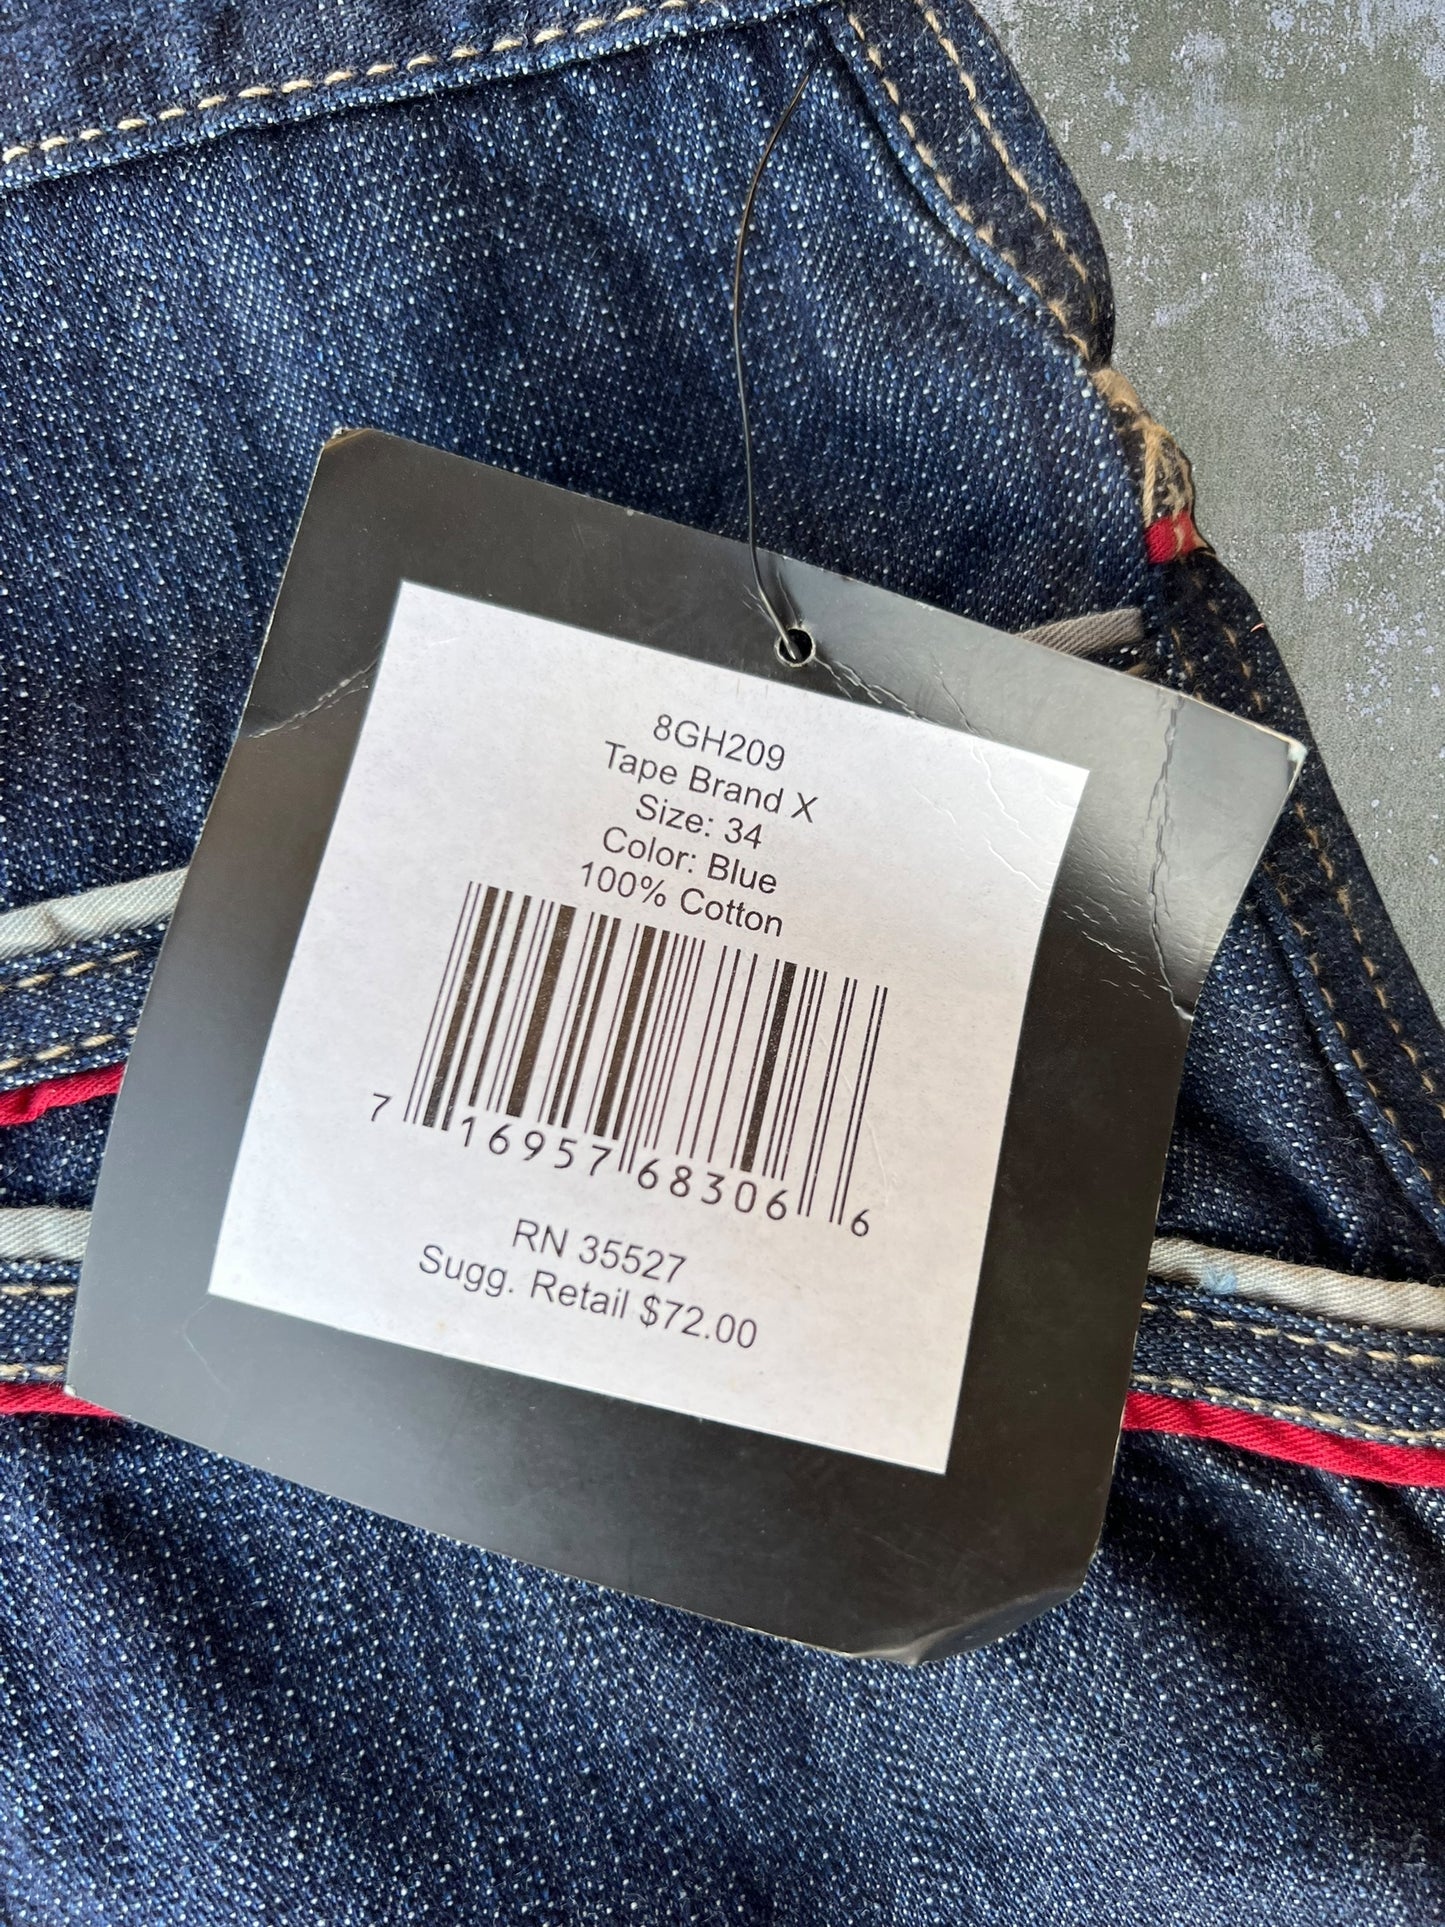 8GH209
Tape Brand X
Size: 34
Color: Blue
100% Cotton
7 16957 68306 6
RN 35527
Sugg. Retail $72.00